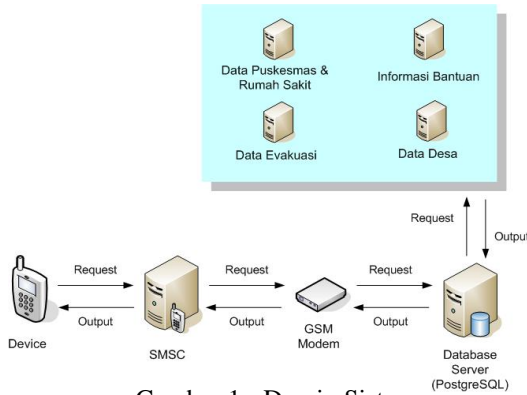 Data Puskesmas &
Rumah Sakit
Informasi Bantuan
Data Evakuasi
Data Desa
Request
Output
Request
Request
Request
Output
Output
Output
Device
SMSC
GSM
Modem
Database
Server
(PostgreSQL)